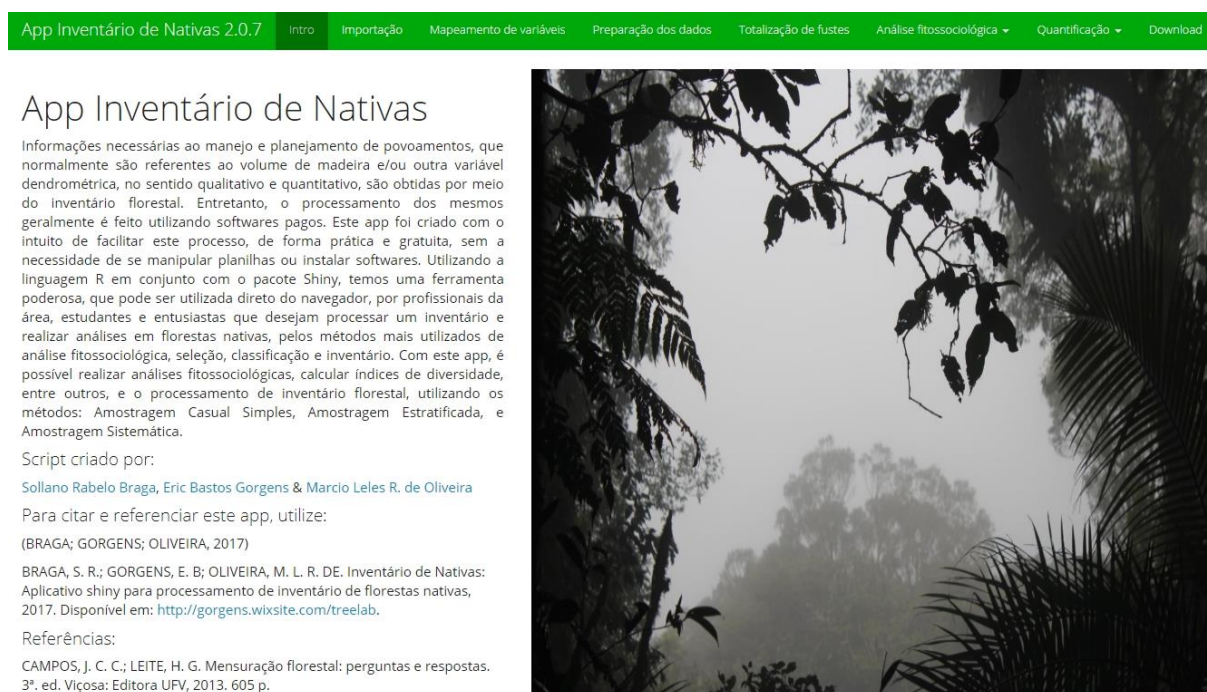 App Inventário de Nativas 2.0.7 Intro Importação Mapeamento de variáveis Preparação dos dados Totalização de fustes Análise fitossociológica Quantificação Download
App Inventário de Nativas
Informações necessárias ao manejo e planejamento de povoamentos, que
normalmente são referentes ao volume de madeira e/ou outra variável
dendrométrica, no sentido qualitativo e quantitativo, são obtidas por meio
do inventário florestal. Entretanto, o processamento dos mesmos
geralmente é feito utilizando softwares pagos. Este app foi criado com o
intuito de facilitar este processo, de forma prática e gratuita, sem a
necessidade de se manipular planilhas ou instalar softwares. Utilizando a
linguagem R em conjunto com o pacote Shiny, temos uma ferramenta
poderosa, que pode ser utilizada direto do navegador, por profissionais da
área, estudantes e entusiastas que desejam processar um inventário e
realizar análises em florestas nativas, pelos métodos mais utilizados de
análise fitossociológica, seleção, classificação e inventário. Com este app, é
possível realizar análises fitossociológicas, calcular índices de diversidade,
entre outros, e o processamento de inventário florestal, utilizando os
métodos: Amostragem Casual Simples, Amostragem Estratificada, e
Amostragem Sistemática.
Script criado por:
Sollano Rabelo Braga, Eric Bastos Gorgens & Marcio Leles R. de Oliveira
Para citar e referenciar este app, utilize:
(BRAGA; GORGENS; OLIVEIRA, 2017)
BRAGA, S. R.; GORGENS, E. B; OLIVEIRA, M. L. R. DE. Inventário de Nativas:
Aplicativo shiny para processamento de inventário de florestas nativas,
2017. Disponível em: http://gorgens.wixsite.com/treelab.
Referências:
CAMPOS, J. C. C.; LEITE, H. G. Mensuração florestal: perguntas e respostas.
3ª. ed. Viçosa: Editora UFV, 2013. 605 p.